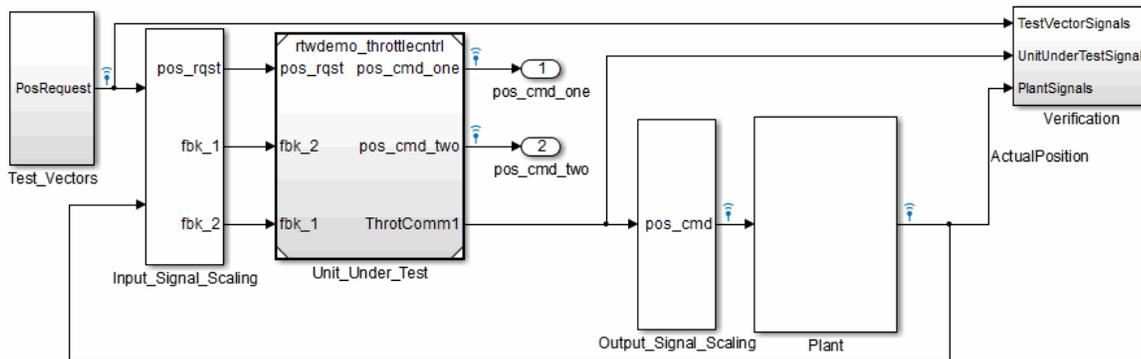 TestVectorSignals
rtwdemo_throttlecntrl
UnitUnderTestSignal
pos_rqst
pos_rqst pos_cmd_one
1
PosRequest
PlantSignals
pos_cmd_one
Verification
fbk_1
fbk_2 pos_cmd_two
2
ActualPosition
pos_cmd_two
Test_Vectors
fbk_2
fbk_1 ThrotComm1
pos_cmd
Input_Signal_Scaling
Unit_Under_Test
Output_Signal_Scaling
Plant